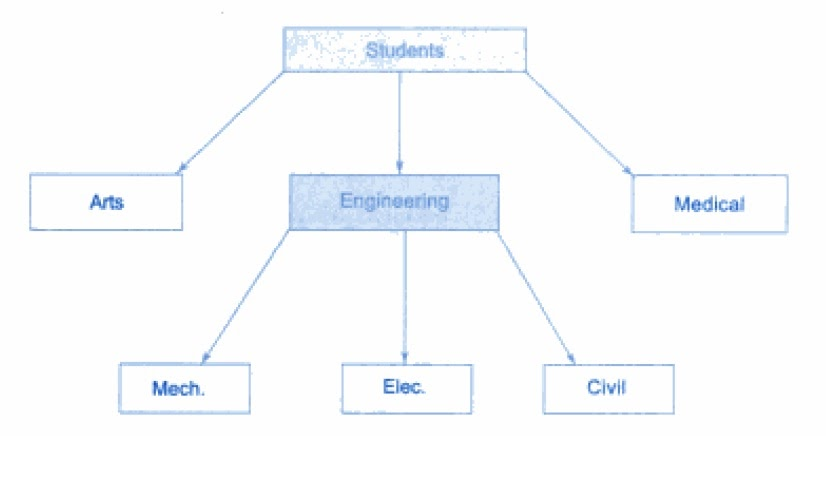 Students
Arts
Engineering
Medical
Mech.
Elec.
Civil